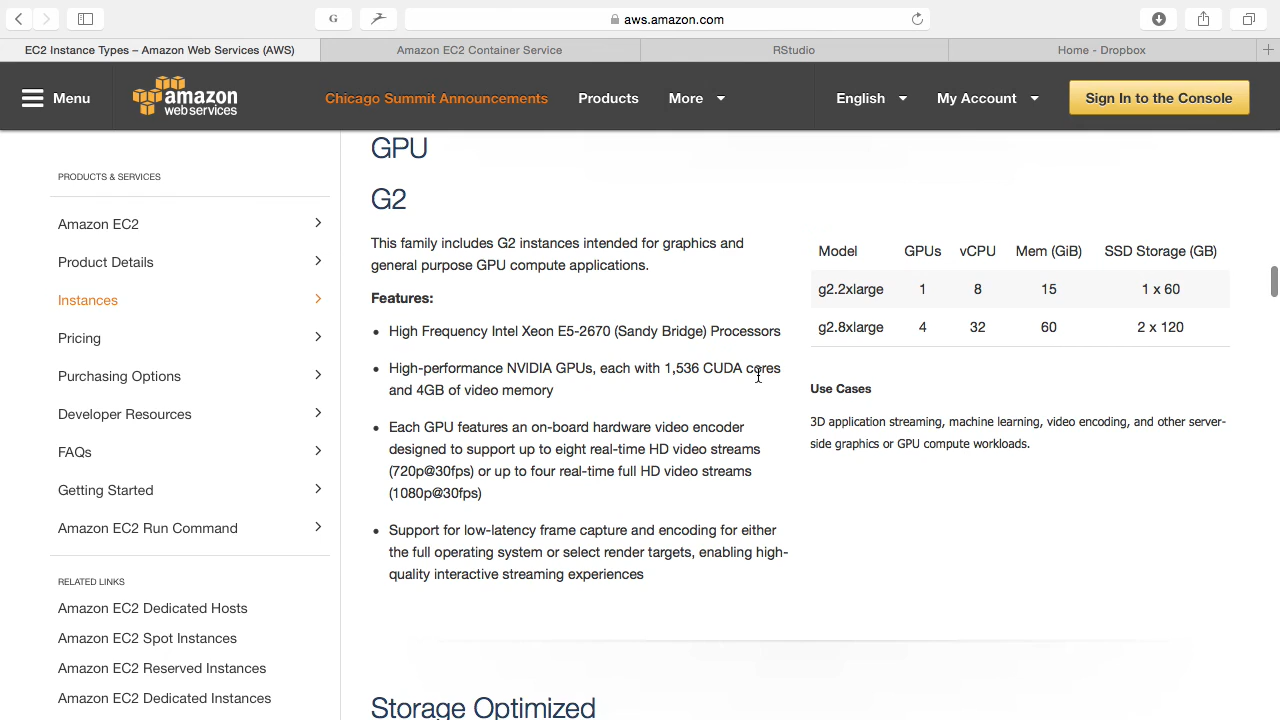 G
aws.amazon.com
EC2 Instance Types – Amazon Web Services (AWS)
Amazon EC2 Container Service
RStudio
Home - Dropbox
Menu
amazon
web services
Chicago Summit Announcements
Products
More
English
My Account
Sign In to the Console
PRODUCTS & SERVICES
Amazon EC2
Product Details
Instances
Pricing
Purchasing Options
Developer Resources
FAQs
Getting Started
Amazon EC2 Run Command
RELATED LINKS
Amazon EC2 Dedicated Hosts
Amazon EC2 Spot Instances
Amazon EC2 Reserved Instances
Amazon EC2 Dedicated Instances
GPU
G2
This family includes G2 instances intended for graphics and
general purpose GPU compute applications.
Features:
• High Frequency Intel Xeon E5-2670 (Sandy Bridge) Processors
• High-performance NVIDIA GPUs, each with 1,536 CUDA cores
and 4GB of video memory
• Each GPU features an on-board hardware video encoder
designed to support up to eight real-time HD video streams
(720p@30fps) or up to four real-time full HD video streams
(1080p@30fps)
• Support for low-latency frame capture and encoding for either
the full operating system or select render targets, enabling high-
quality interactive streaming experiences
Model GPUs vCPU Mem (GiB) SSD Storage (GB)
g2.2xlarge 1 8 15 1 x 60
g2.8xlarge 4 32 60 2 x 120
Use Cases
3D application streaming, machine learning, video encoding, and other server-
side graphics or GPU compute workloads.
Storage Optimized